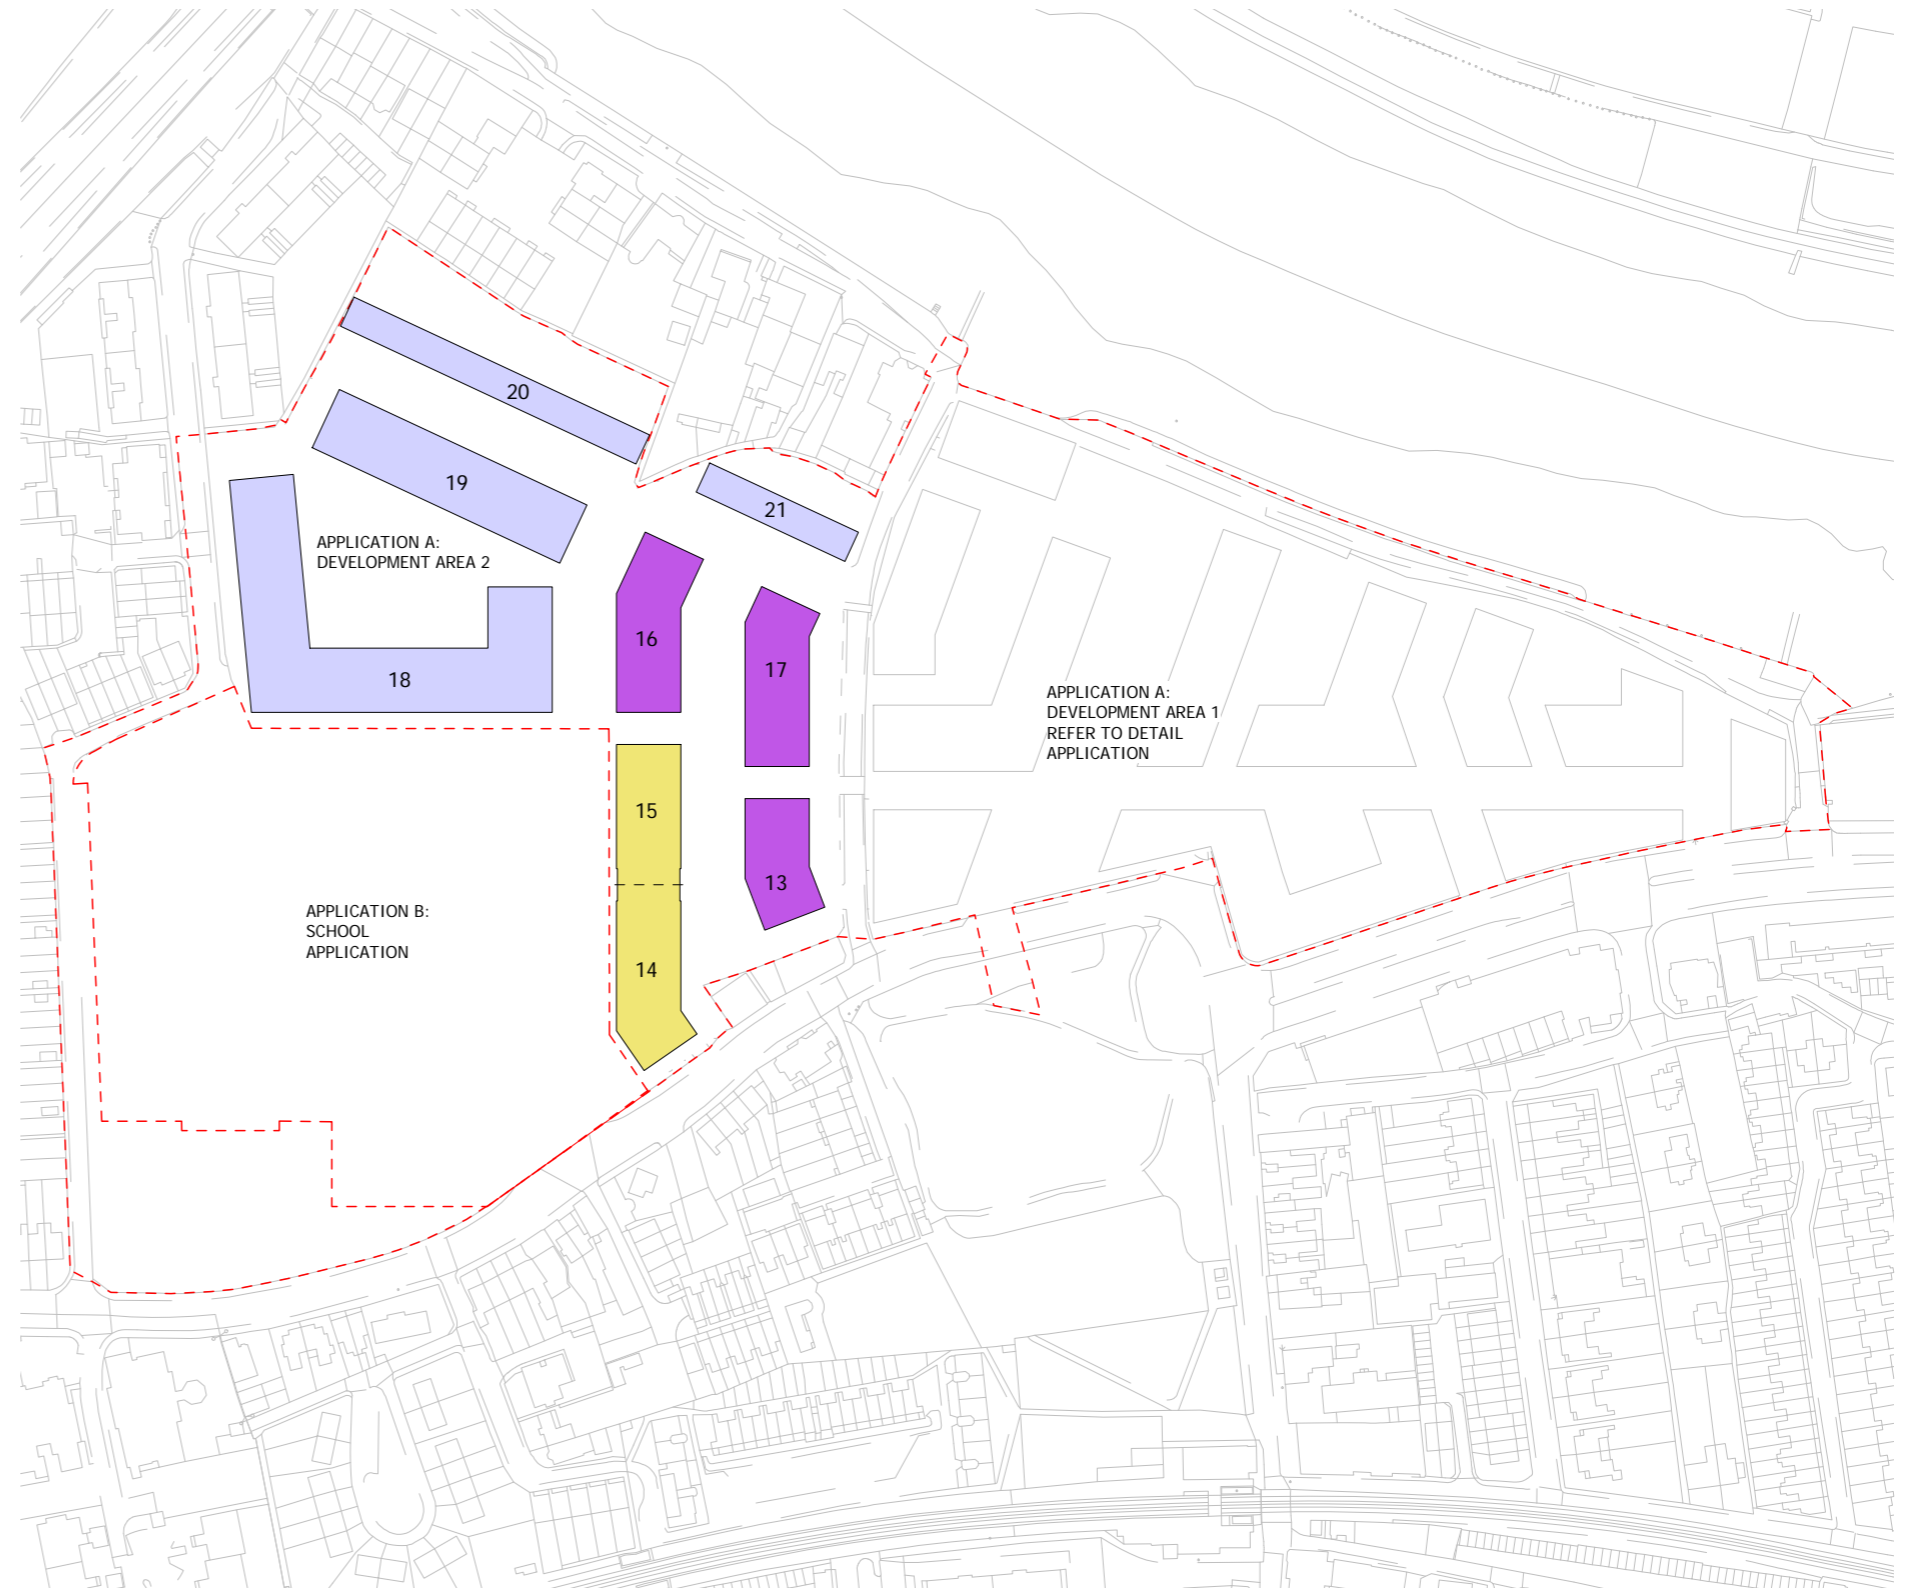 20
19
21
APPLICATION A:
DEVELOPMENT AREA 2
16
17
18
APPLICATION A:
DEVELOPMENT AREA 1
REFER TO DETAIL
APPLICATION
15
13
APPLICATION B:
SCHOOL
APPLICATION
14